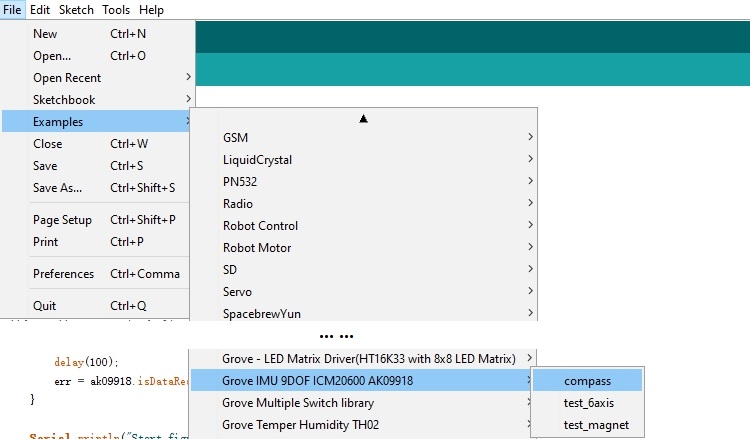 File Edit Sketch Tools Help
New Ctrl+N
Open... Ctrl+O
Open Recent
Sketchbook
Examples
Close Ctrl+W
Save Ctrl+S
Save As... Ctrl+Shift+S
Page Setup Ctrl+Shift+P
Print Ctrl+P
Preferences Ctrl+Comma
Quit Ctrl+Q
GSM
LiquidCrystal
PN532
Radio
Robot Control
Robot Motor
SD
Servo
SpacebrewYun
... ...
Grove - LED Matrix Driver(HT16K33 with 8x8 LED Matrix)
Grove IMU 9DOF ICM20600 AK09918
Grove Multiple Switch library
Grove Temper Humidity TH02
compass
test_6axis
test_magnet
delay(100);
err = ak09918.isDataRe
}
Serial.println("Start fig